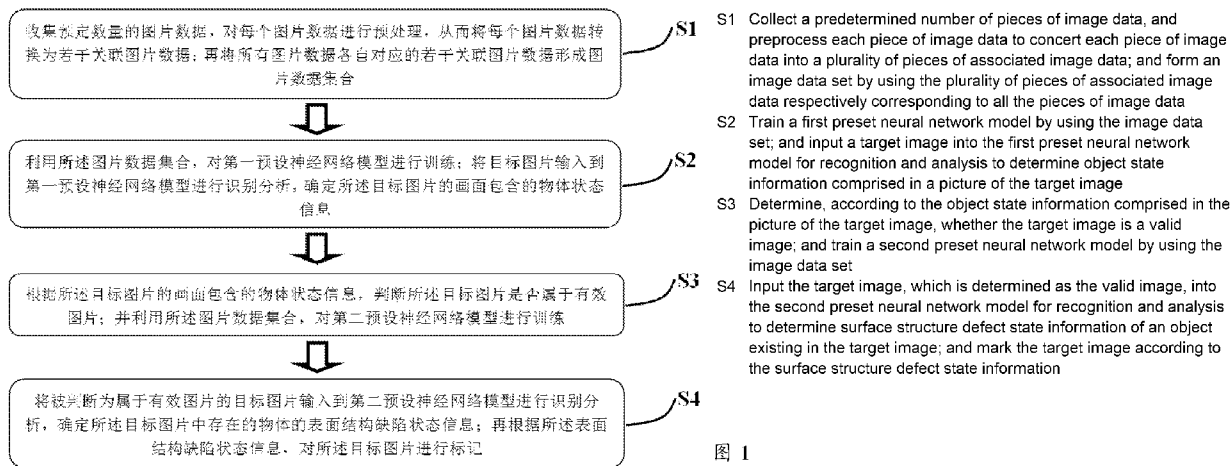 收集预定数量的图片数据，对每个图片数据进行预处理，从而将每个图片数据转
换为若干关联图片数据；再将所有图片数据各自对应的若干关联图片数据形成图
片数据集合
S1
利用所述图片数据集合，对第一预设神经网络模型进行训练；将目标图片输入到
第一预设神经网络模型进行识别分析，确定所述目标图片的画面包含的物体状态
信息
S2
根据所述目标图片的画面包含的物体状态信息，判断所述目标图片是否属于有效
图片；并利用所述图片数据集合，对第二预设神经网络模型进行训练
S3
将被判断为属于有效图片的目标图片输入到第二预设神经网络模型进行识别分
析，确定所述目标图片中存在的物体的表面结构缺陷状态信息；再根据所述表面
结构缺陷状态信息，对所述目标图片进行标记
S4
图 1
S1 Collect a predetermined number of pieces of image data, and
preprocess each piece of image data to concert each piece of image
data into a plurality of pieces of associated image data; and form an
image data set by using the plurality of pieces of associated image
data respectively corresponding to all the pieces of image data
S2 Train a first preset neural network model by using the image data
set; and input a target image into the first preset neural network
model for recognition and analysis to determine object state
information comprised in a picture of the target image
S3 Determine, according to the object state information comprised in the
picture of the target image, whether the target image is a valid
image; and train a second preset neural network model by using the
image data set
S4 Input the target image, which is determined as the valid image, into
the second preset neural network model for recognition and analysis
to determine surface structure defect state information of an object
existing in the target image; and mark the target image according to
the surface structure defect state information